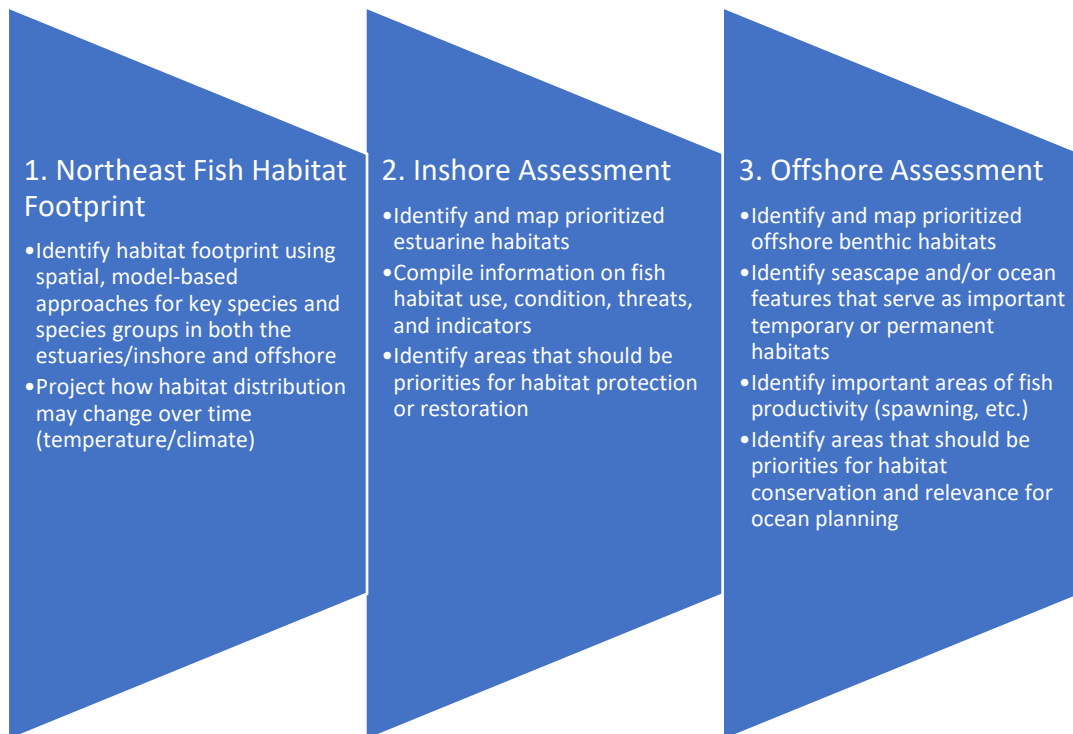 1. Northeast Fish Habitat
Footprint
•Identify habitat footprint using
spatial, model-based
approaches for key species and
species groups in both the
estuaries/inshore and offshore
•Project how habitat distribution
may change over time
(temperature/climate)
2. Inshore Assessment
•Identify and map prioritized
estuarine habitats
•Compile information on fish
habitat use, condition, threats,
and indicators
•Identify areas that should be
priorities for habitat protection
or restoration
3. Offshore Assessment
•Identify and map prioritized
offshore benthic habitats
•Identify seascape and/or ocean
features that serve as important
temporary or permanent
habitats
•Identify important areas of fish
productivity (spawning, etc.)
•Identify areas that should be
priorities for habitat
conservation and relevance for
ocean planning